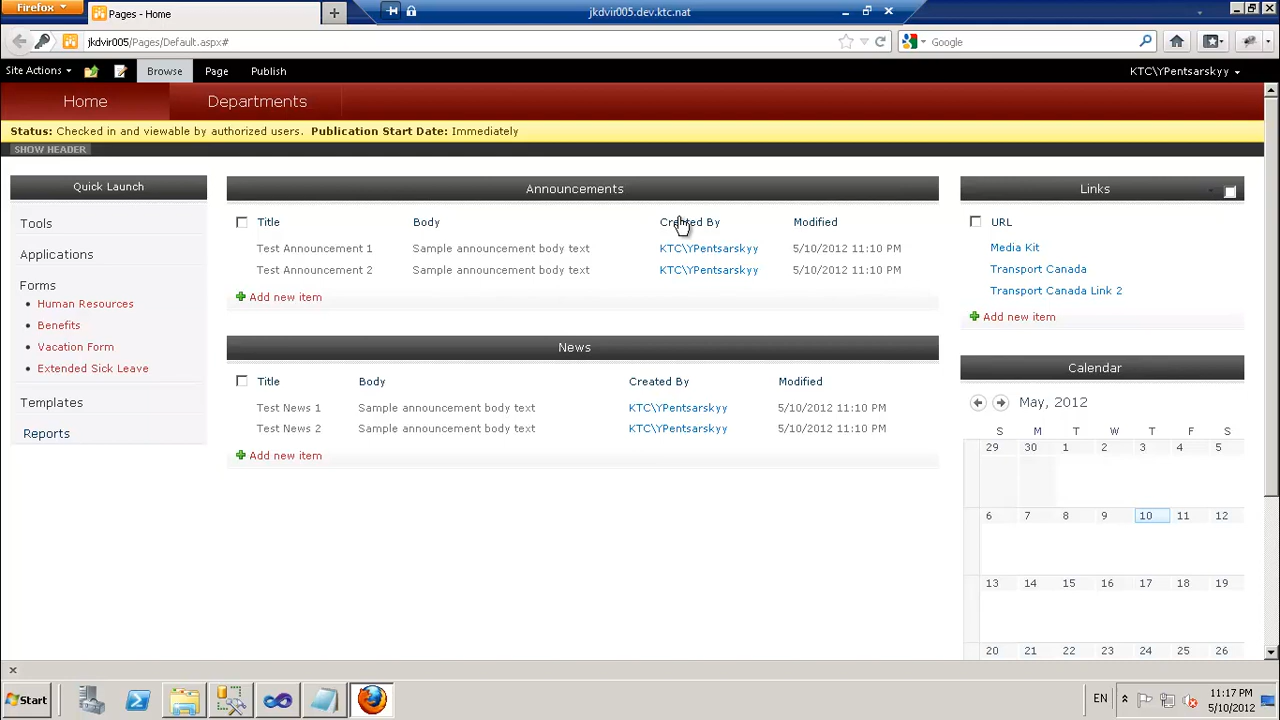 Firefox
Pages - Home
jkdvir005.dev.ktc.nat
jkdvir005/Pages/Default.aspx#
Google
Site Actions
Browse
Page
Publish
KTC\YPentsarskyy
Home
Departments
Status: Checked in and viewable by authorized users. Publication Start Date: Immediately
SHOW HEADER
Quick Launch
Tools
Applications
Forms
Human Resources
Benefits
Vacation Form
Extended Sick Leave
Templates
Reports
Announcements
Title Body Created By Modified
Test Announcement 1 Sample announcement body text KTC\YPentsarskyy 5/10/2012 11:10 PM
Test Announcement 2 Sample announcement body text KTC\YPentsarskyy 5/10/2012 11:10 PM
Add new item
News
Title Body Created By Modified
Test News 1 Sample announcement body text KTC\YPentsarskyy 5/10/2012 11:10 PM
Test News 2 Sample announcement body text KTC\YPentsarskyy 5/10/2012 11:10 PM
Add new item
Links
URL
Media Kit
Transport Canada
Transport Canada Link 2
Add new item
Calendar
May, 2012
S M T W T F S
29 30 1 2 3 4 5
6 7 8 9 10 11 12
13 14 15 16 17 18 19
20 21 22 23 24 25 26
Start
EN
11:17 PM
5/10/2012